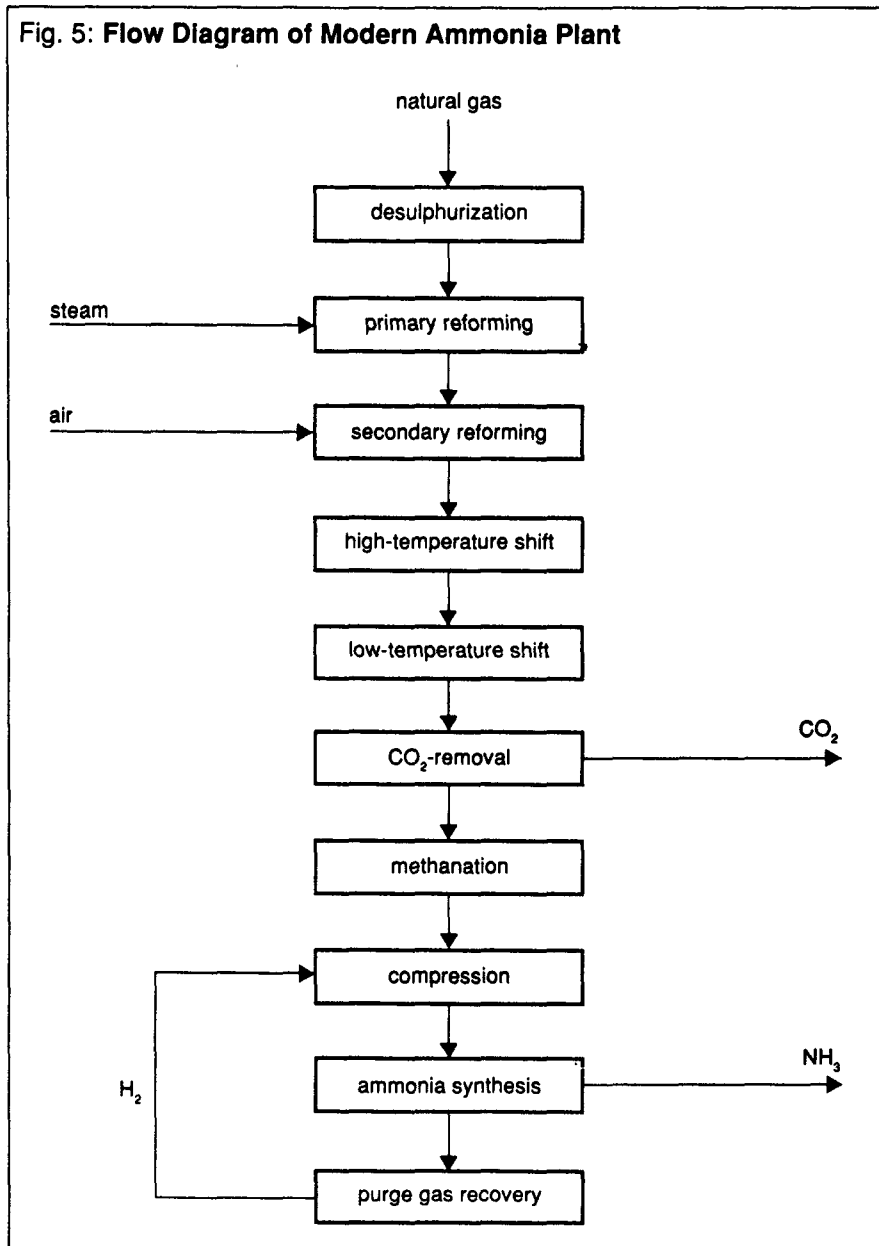 Fig. 5: Flow Diagram of Modern Ammonia Plant
natural gas
desulphurization
steam
primary reforming
air
secondary reforming
high-temperature shift
low-temperature shift
CO₂
CO₂-removal
methanation
compression
NH₃
ammonia synthesis
H₂
purge gas recovery